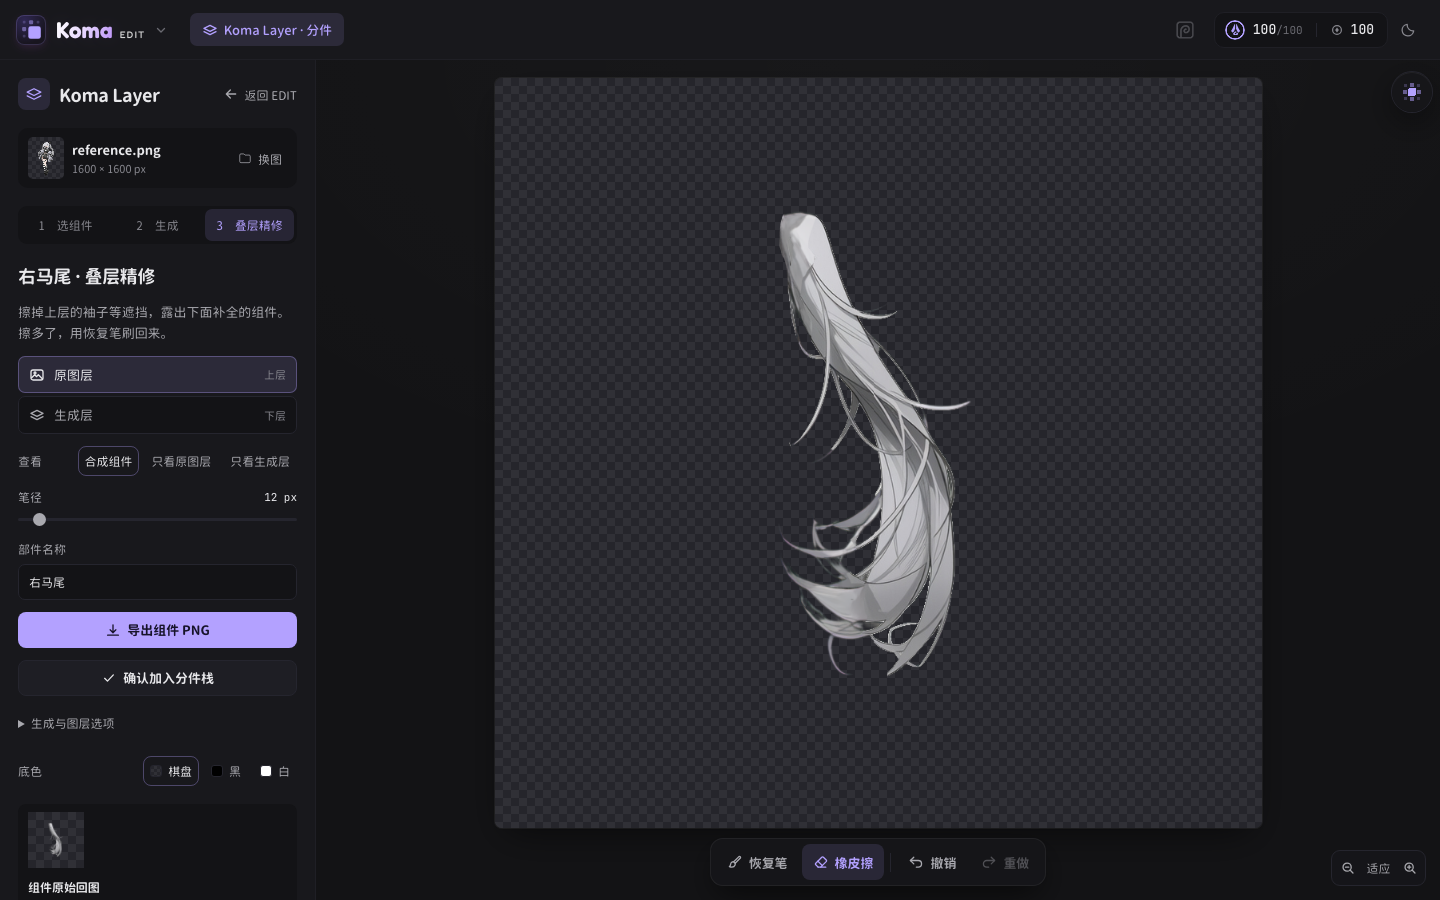 Koma EDIT
Koma Layer · 分件
100/100
100
Koma Layer
返回 EDIT
reference.png
1600 × 1600 px
换图
1 选组件
2 生成
3 叠层精修
右马尾 · 叠层精修
擦掉上层的袖子等遮挡，露出下面补全的组件。
擦多了，用恢复笔刷回来。
原图层 上层
生成层 下层
查看 合成组件 只看原图层 只看生成层
笔径 12 px
部件名称
右马尾
导出组件 PNG
确认加入分件栈
生成与图层选项
底色 棋盘 黑 白
组件原始回图
恢复笔 橡皮擦 撤销 重做
适应